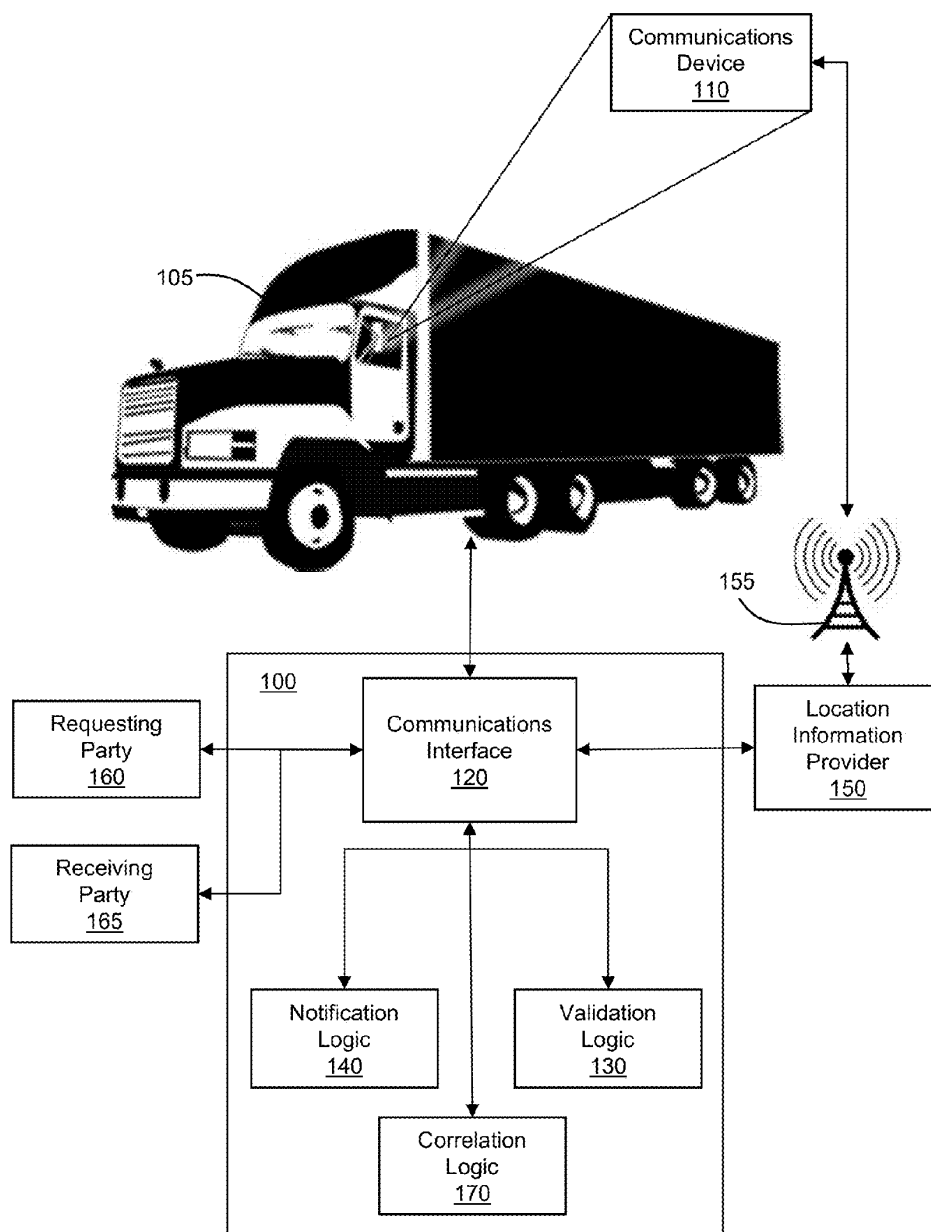 Communications
Device
110
105
155
100
Communications
Interface
120
Requesting
Party
160
Location
Information
Provider
150
Receiving
Party
165
Notification
Logic
140
Validation
Logic
130
Correlation
Logic
170